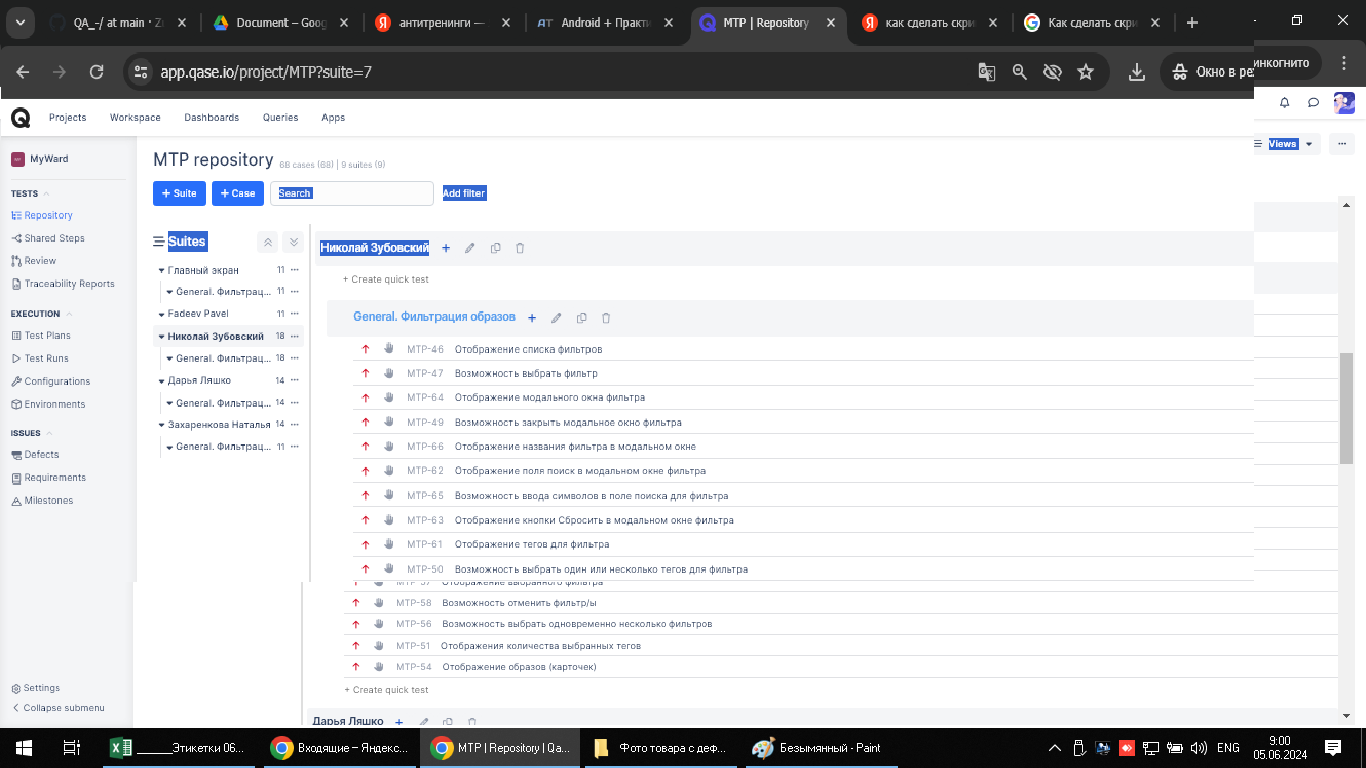 QA_-/ at main · Z
Document – Goo
антитренинги —
Android + Практи
MTP | Repository
как сделать скри
Как сделать скри
app.qase.io/project/MTP?suite=7
Окно в ре
инкогнито
Projects
Workspace
Dashboards
Queries
Apps
MyWard
TESTS
Repository
Shared Steps
Review
Traceability Reports
EXECUTION
Test Plans
Test Runs
Configurations
Environments
ISSUES
Defects
Requirements
Milestones
Settings
Collapse submenu
MTP repository
68 cases (68) | 9 suites (9)
Views
+ Suite
+ Case
Search
Add filter
Suites
Главный экран 11
General. Фильтрац... 11
Fadeev Pavel 11
Николай Зубовский 18
General. Фильтрац... 18
Дарья Ляшко 14
General. Фильтрац... 14
Захаренкова Наталья 14
General. Фильтрац... 11
Николай Зубовский
+ Create quick test
General. Фильтрация образов
MTP-46 Отображение списка фильтров
MTP-47 Возможность выбрать фильтр
MTP-64 Отображение модального окна фильтра
MTP-49 Возможность закрыть модальное окно фильтра
MTP-66 Отображение названия фильтра в модальном окне
MTP-62 Отображение поля поиск в модальном окне фильтра
MTP-65 Возможность ввода символов в поле поиска для фильтра
MTP-63 Отображение кнопки Сбросить в модальном окне фильтра
MTP-61 Отображение тегов для фильтра
MTP-50 Возможность выбрать один или несколько тегов для фильтра
MTP-57 Отображение выбранного фильтра
MTP-58 Возможность отменить фильтр/ы
MTP-56 Возможность выбрать одновременно несколько фильтров
MTP-51 Отображения количества выбранных тегов
MTP-54 Отображение образов (карточек)
+ Create quick test
Дарья Ляшко
______Этикетки 06...
Входящие – Яндекс...
MTP | Repository | Qa...
Фото товара с деф...
Безымянный - Paint
ENG
9:00
05.06.2024